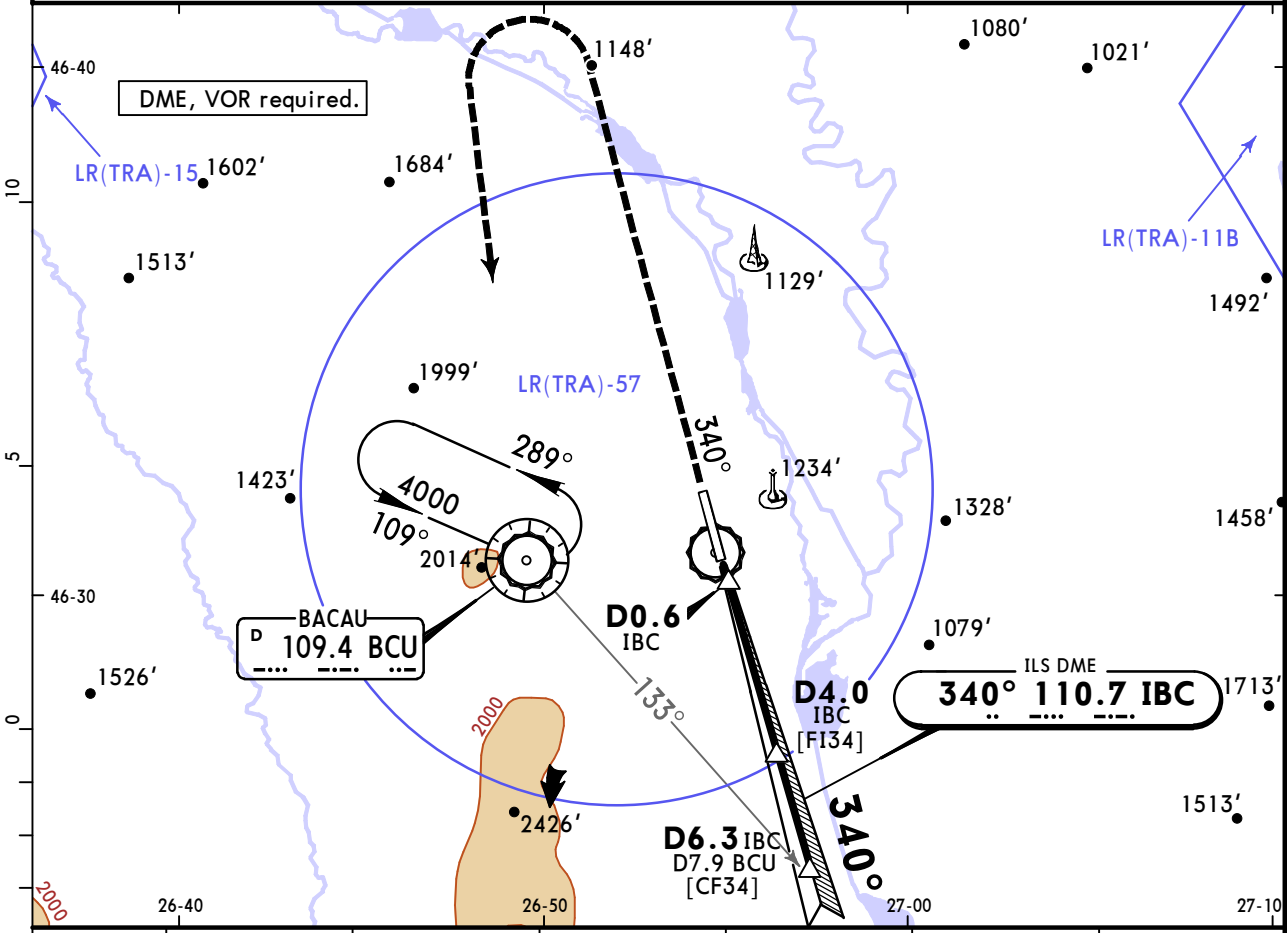 1080′
1148′
1021′
46-40
DME, VOR required.
LR(TRA)-15
1602′
1684′
10
LR(TRA)-11B
1513′
1129′
1492′
1999′
LR(TRA)-57
340°
289°
5
1234′
1423′
4000
109°
1328′
1458′
2014′
46-30
BACAU
D 109.4 BCU
D0.6
IBC
1079′
ILS DME
340° 110.7 IBC
1526′
1713′
133°
D4.0
IBC
[FI34]
2000
0
1513′
2426′
340°
D6.3 IBC
D7.9 BCU
[CF34]
2000
26-40
26-50
27-00
27-10